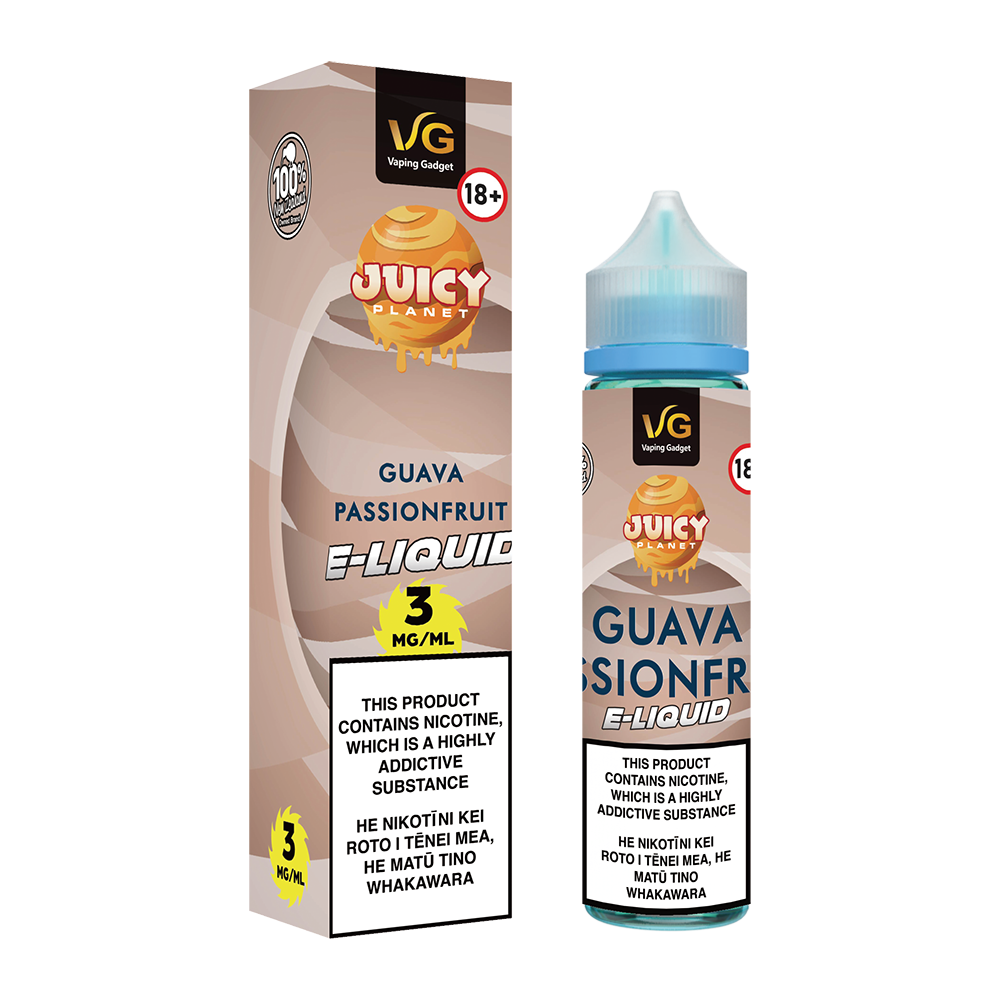 VG
Vaping Gadget
18+
100%
JUICY
PLANET
GUAVA
PASSIONFRUIT
E-LIQUID
3
MG/ML
THIS PRODUCT
CONTAINS NICOTINE,
WHICH IS A HIGHLY
ADDICTIVE
SUBSTANCE
HE NIKOTĪNI KEI
ROTO I TĒNEI MEA,
HE MATŪ TINO
WHAKAWARA
3
MG/ML
VG
Vaping Gadget
18
JUICY
PLANET
GUAVA
SSIONFR
E-LIQUID
THIS PRODUCT
CONTAINS NICOTINE,
WHICH IS A HIGHLY
ADDICTIVE SUBSTANCE
HE NIKOTĪNI KEI
ROTO I TĒNEI MEA, HE
MATŪ TINO
WHAKAWARA